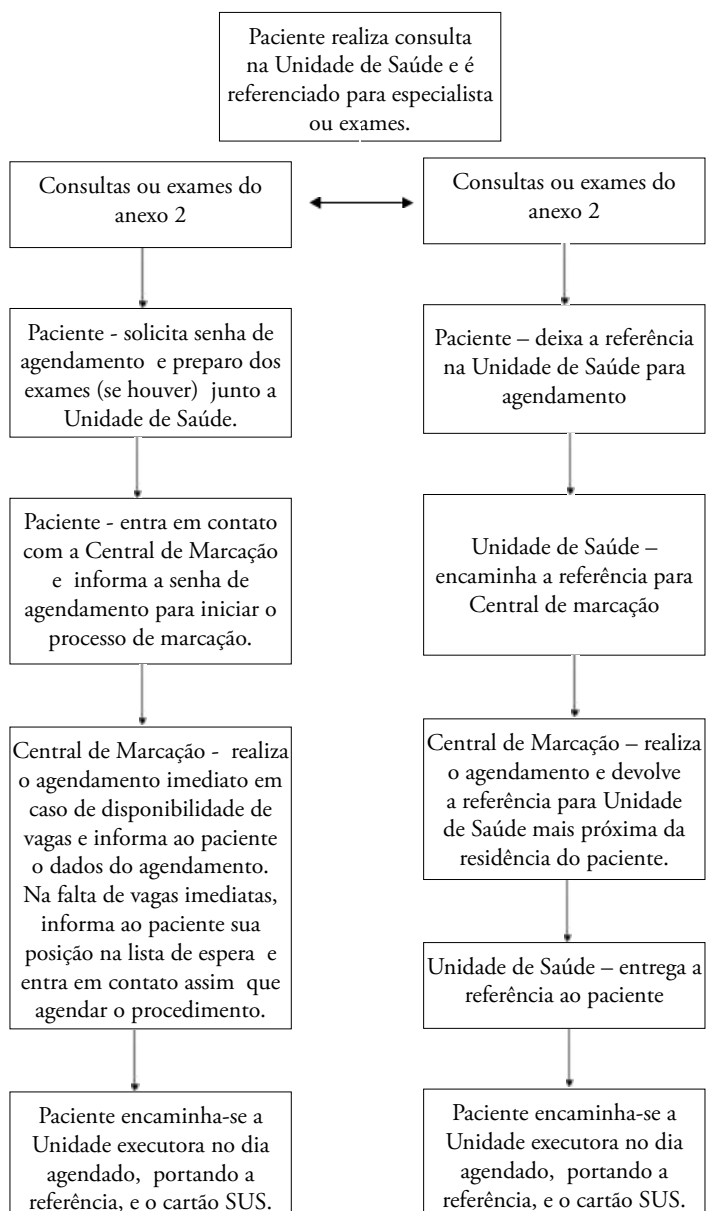 Paciente realiza consulta
na Unidade de Saúde e é
referenciado para especialista
ou exames.
Consultas ou exames do
anexo 2
Paciente - solicita senha de
agendamento e preparo dos
exames (se houver) junto a
Unidade de Saúde.
Paciente - entra em contato
com a Central de Marcação
e informa a senha de
agendamento para iniciar o
processo de marcação.
Central de Marcação - realiza
o agendamento imediato em
caso de disponibilidade de
vagas e informa ao paciente
o dados do agendamento.
Na falta de vagas imediatas,
informa ao paciente sua
posição na lista de espera e
entra em contato assim que
agendar o procedimento.
Paciente encaminha-se a
Unidade executora no dia
agendado, portando a
referência, e o cartão SUS.
Consultas ou exames do
anexo 2
Paciente – deixa a referência
na Unidade de Saúde para
agendamento
Unidade de Saúde –
encaminha a referência para
Central de marcação
Central de Marcação – realiza
o agendamento e devolve
a referência para Unidade
de Saúde mais próxima da
residência do paciente.
Unidade de Saúde – entrega a
referência ao paciente
Paciente encaminha-se a
Unidade executora no dia
agendado, portando a
referência, e o cartão SUS.